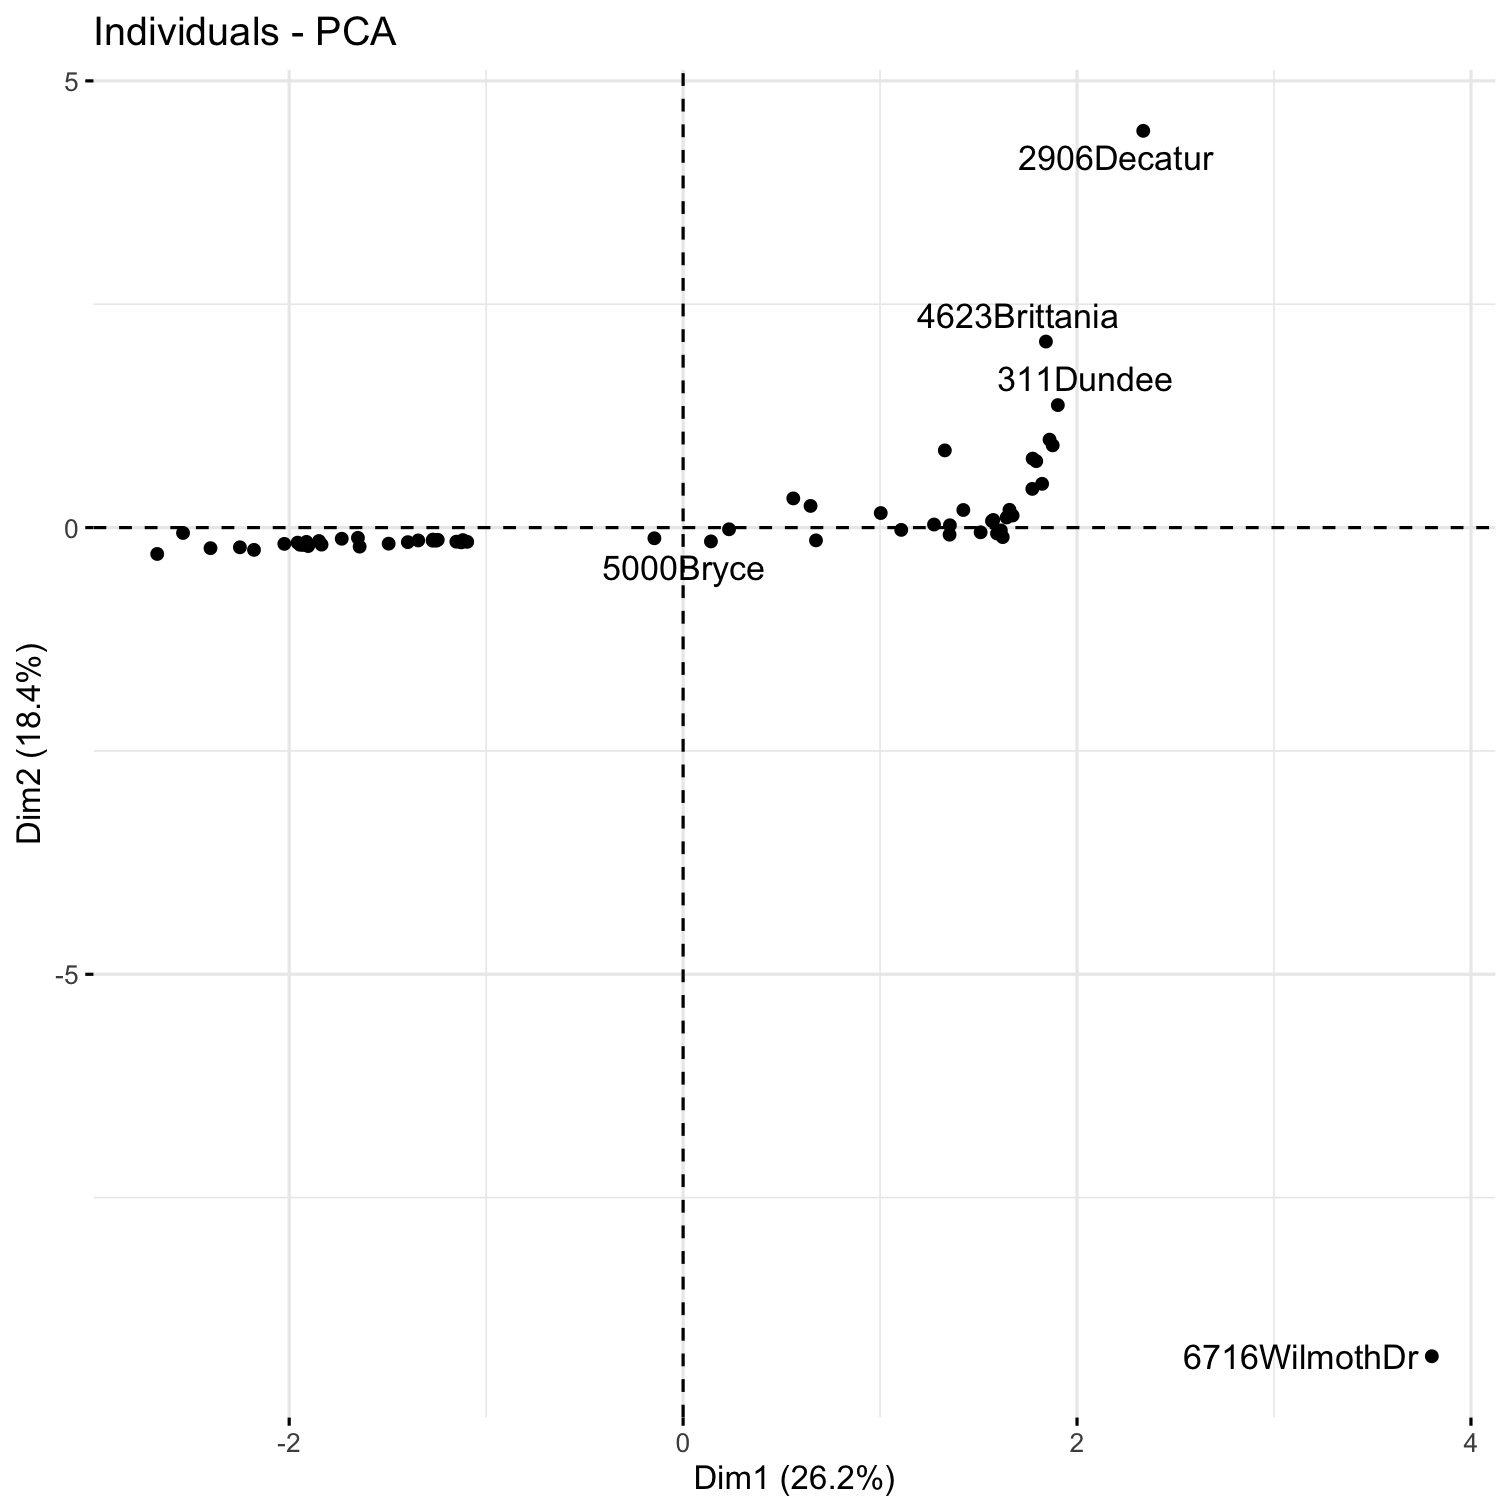 Individuals - PCA
5
2906Decatur
4623Brittania
311Dundee
0
5000Bryce
Dim2 (18.4%)
-5
6716WilmothDr
-2
0
2
4
Dim1 (26.2%)